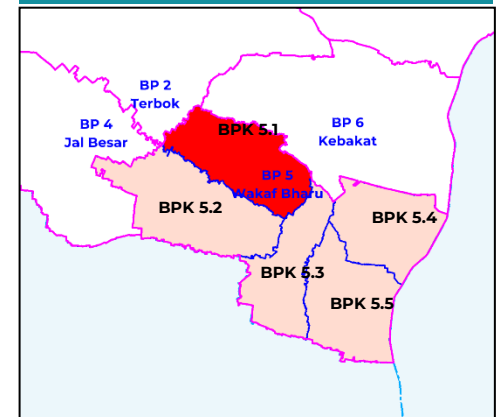 BP 2
Terbok
BP 4
Jal Besar
BPK 5.1
BP 6
Kebakat
BP 5
Wakaf Bharu
BPK 5.2
BPK 5.4
BPK 5.3
BPK 5.5